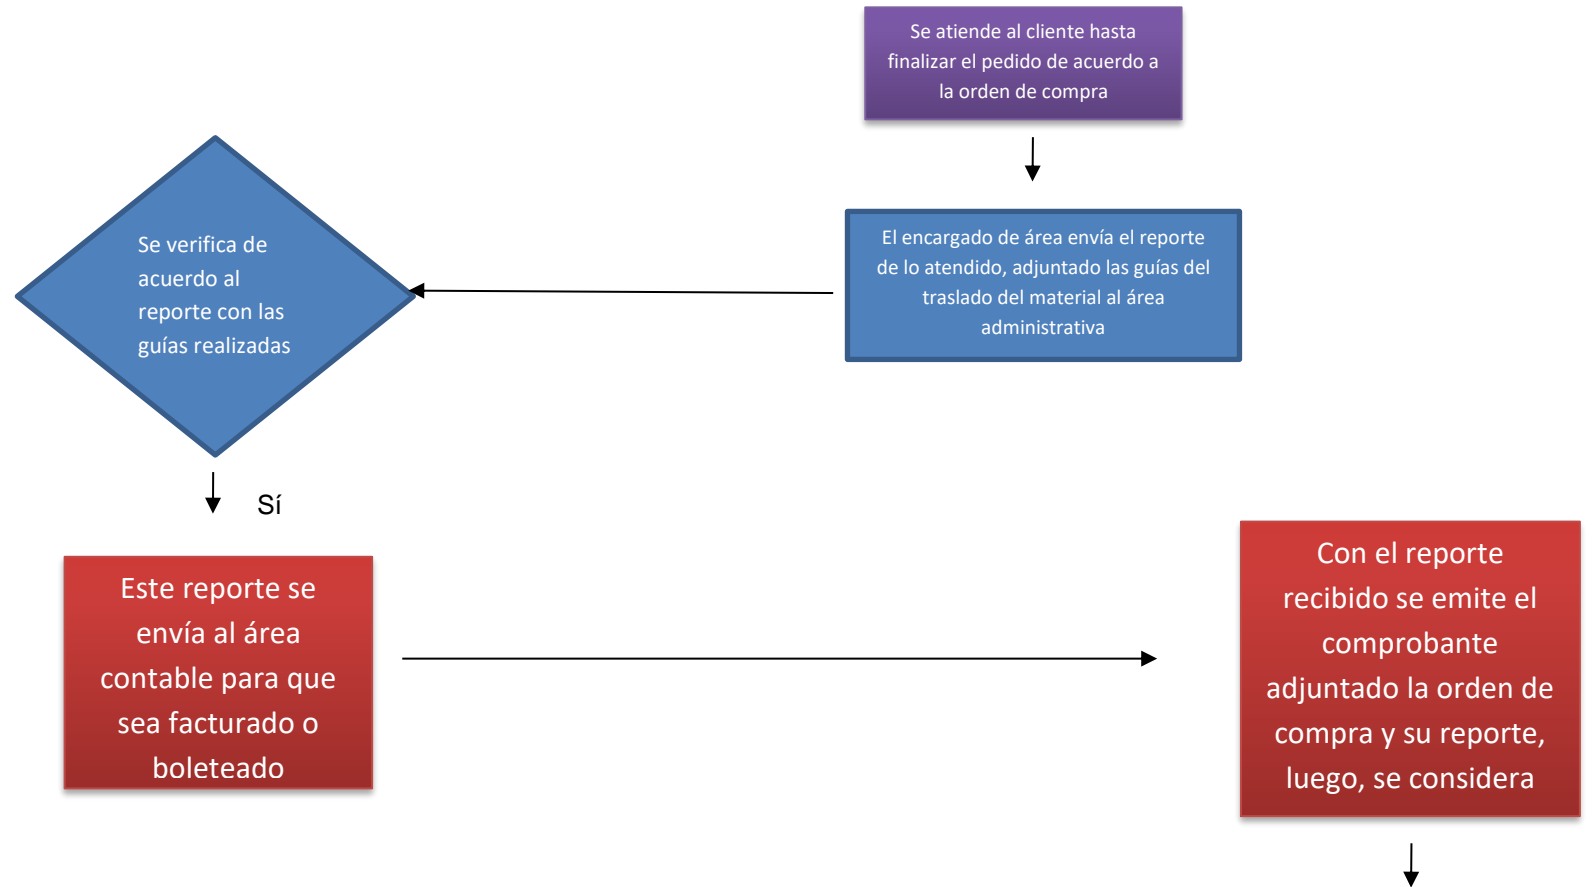 Se atiende al cliente hasta
finalizar el pedido de acuerdo a
la orden de compra
El encargado de área envía el reporte
de lo atendido, adjuntado las guías del
traslado del material al área
administrativa
Se verifica de
acuerdo al
reporte con las
guías realizadas
Sí
Este reporte se
envía al área
contable para que
sea facturado o
boleteado
Con el reporte
recibido se emite el
comprobante
adjuntado la orden de
compra y su reporte,
luego, se considera